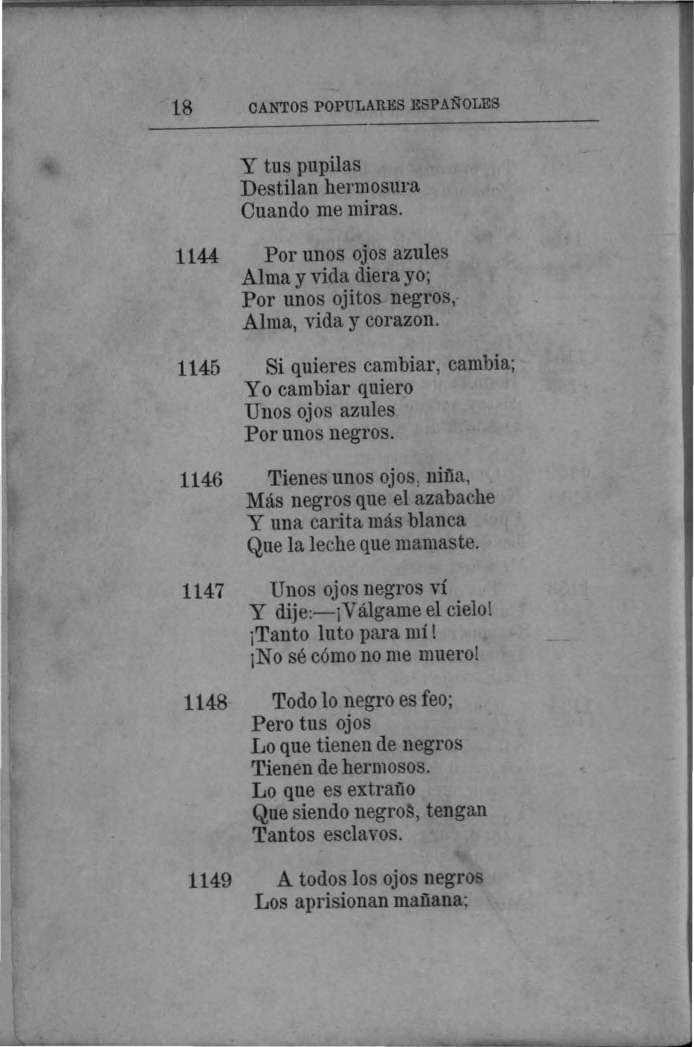 18 CANTOS POPULARES ESPAÑOLES
Y tus pupilas
Destilan hermosura
Cuando me miras.
1144 Por unos ojos azules
Alma y vida diera yo;
Por unos ojitos negros,
Alma, vida y corazon.
1145 Si quieres cambiar, cambia;
Yo cambiar quiero
Unos ojos azules
Por unos negros.
1146 Tienes unos ojos, niña,
Más negros que el azabache
Y una carita más blanca
Que la leche que mamaste.
1147 Unos ojos negros ví
Y dije:—¡Válgame el cielo!
¡Tanto luto para mí!
¡No sé cómo no me muero!
1148 Todo lo negro es feo;
Pero tus ojos
Lo que tienen de negros
Tienen de hermosos.
Lo que es extraño
Que siendo negros, tengan
Tantos esclavos.
1149 A todos los ojos negros
Los aprisionan mañana;